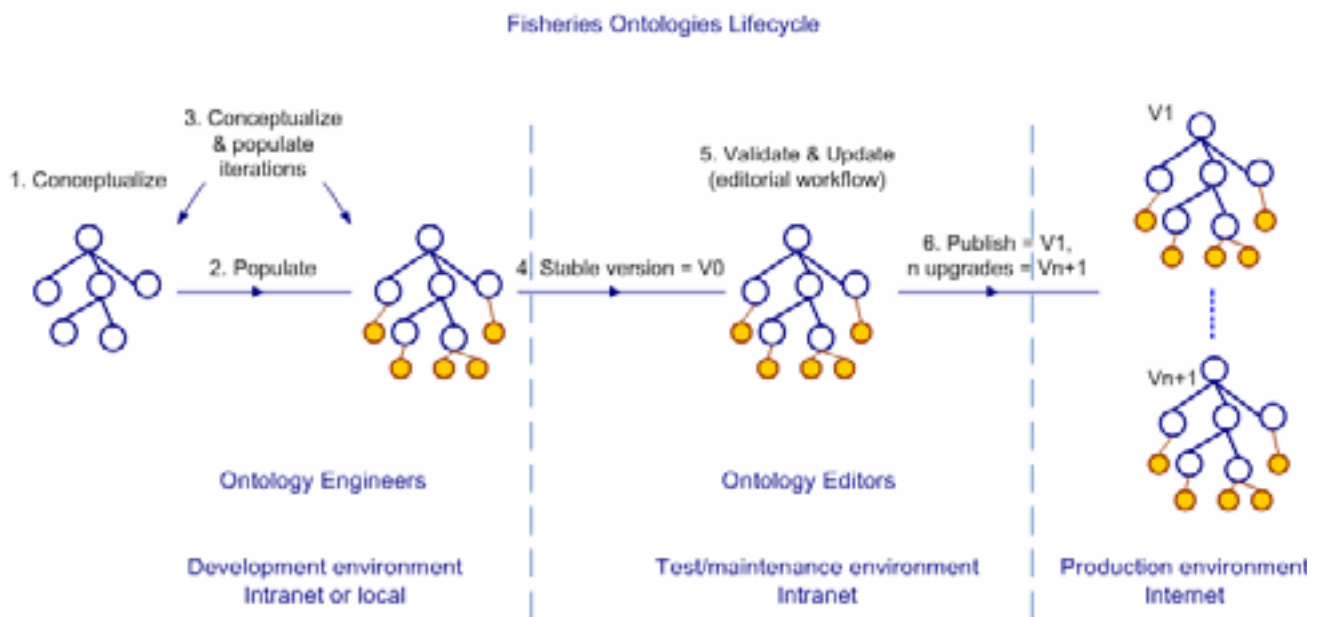 Fisheries Ontologies Lifecycle
3. Conceptualize
& populate
iterations
1. Conceptualize
2. Populate
4. Stable version = V0
5. Validate & Update
(editorial workflow)
6. Publish = V1,
n upgrades = Vn+1
V1
Vn+1
Ontology Engineers
Ontology Editors
Development environment
Intranet or local
Test/maintenance environment
Intranet
Production environment
Internet